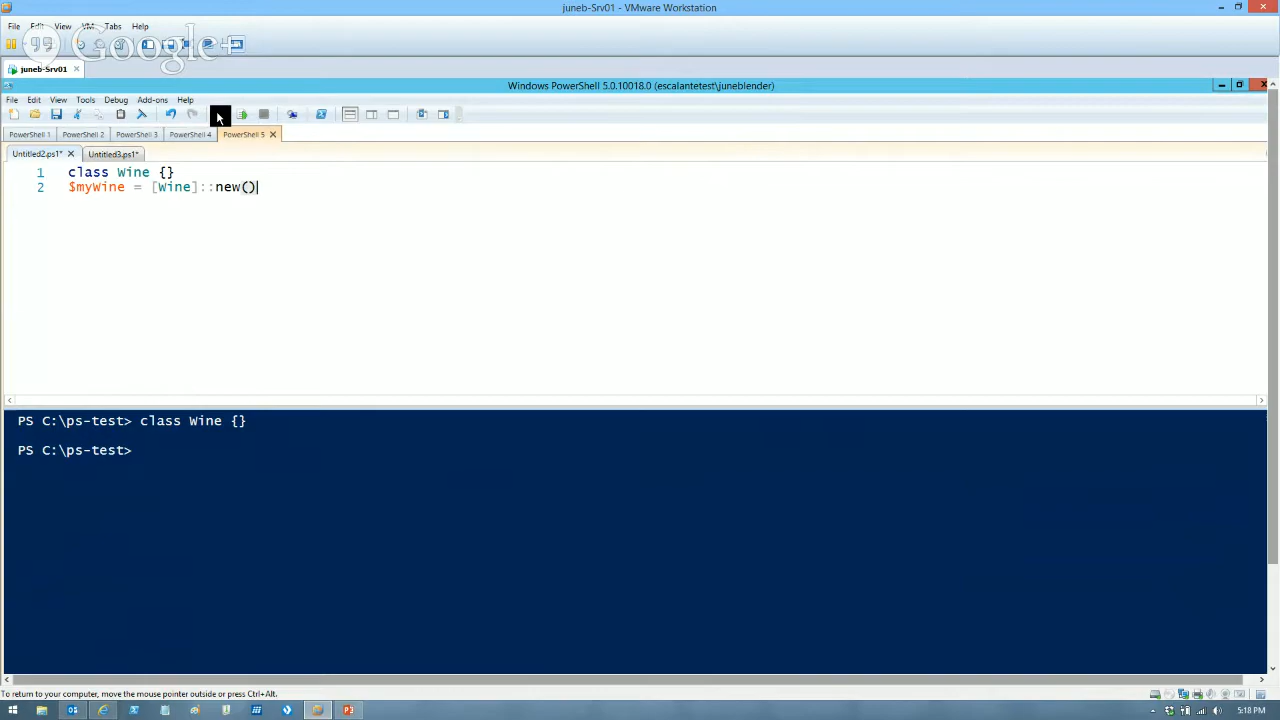 juneb-Srv01 - VMware Workstation
File Edit View VM Tabs Help
Google+
juneb-Srv01
Windows PowerShell 5.0.10018.0 (escalantetest\juneblender)
File Edit View Tools Debug Add-ons Help
PowerShell 1 PowerShell 2 PowerShell 3 PowerShell 4 PowerShell 5
Untitled2.ps1* Untitled3.ps1*
1 class Wine {}
2 $myWine = [Wine]::new()
PS C:\ps-test> class Wine {}
PS C:\ps-test>
To return to your computer, move the mouse pointer outside or press Ctrl+Alt.
5:18 PM